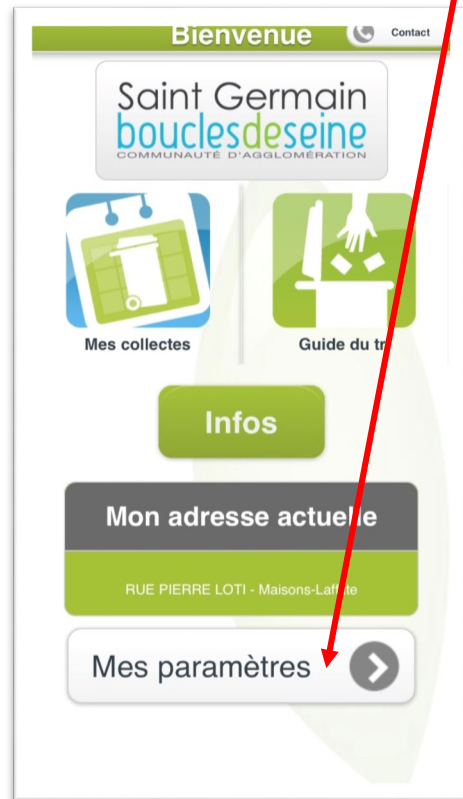 Bienvenue
Contact
Saint Germain
bouclesdeseine
COMMUNAUTÉ D'AGGLOMÉRATION
Mes collectes
Guide du tri
Infos
Mon adresse actuelle
RUE PIERRE LOTI - Maisons-Laffitte
Mes paramètres